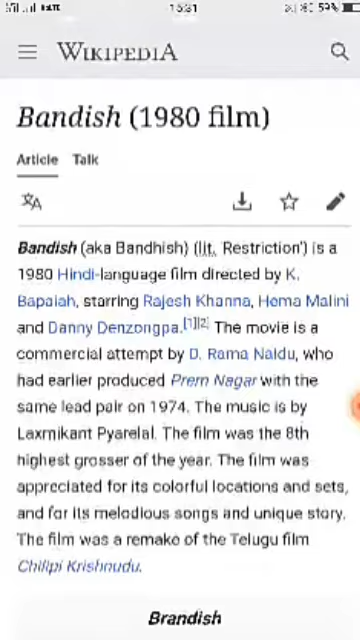 15:31
59%
WIKIPEDIA
Bandish (1980 film)
Article Talk
Bandish (aka Bandhish) (lit. 'Restriction') is a
1980 Hindi-language film directed by K.
Bapaiah, starring Rajesh Khanna, Hema Malini
and Danny Denzongpa.[1][2] The movie is a
commercial attempt by D. Rama Naidu, who
had earlier produced Prem Nagar with the
same lead pair on 1974. The music is by
Laxmikant Pyarelal. The film was the 8th
highest grosser of the year. The film was
appreciated for its colorful locations and sets,
and for its melodious songs and unique story.
The film was a remake of the Telugu film
Chilipi Krishnudu.
Brandish